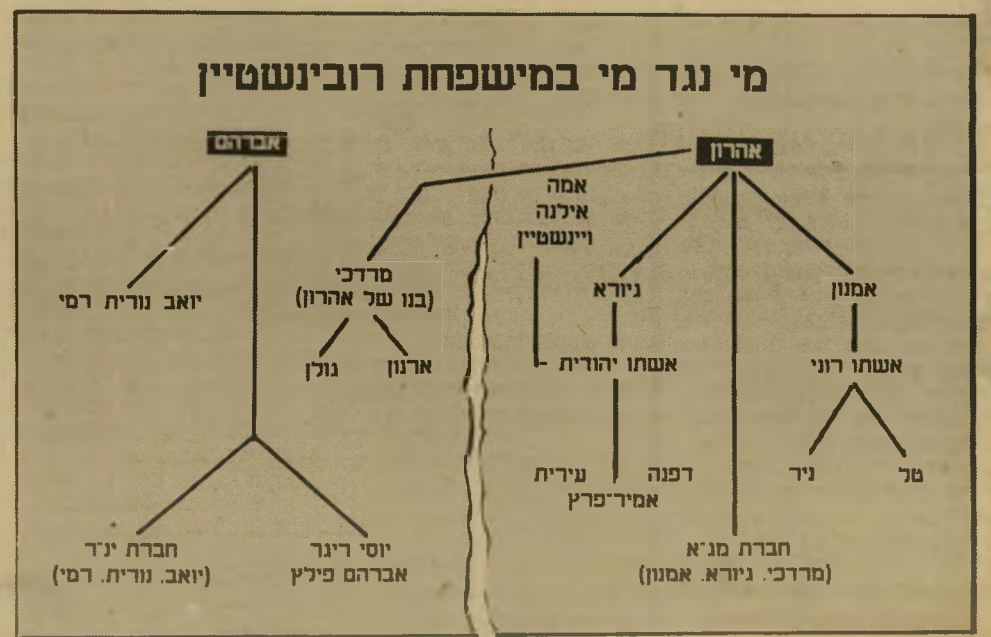 מי נגד מי במישפחת רובינשטיין
אהרון
אברהם
אמה
אילנה
ויינשטיין
מרדכי
(בנו של אהרון)
אמנון
גיורא
יואב נורית רמי
ארנון
גולן
אשתו רוני
אשתו יהודית
טל
ניר
דפנה
עירית
אמיר־פרץ
חברת מנ־א
(מרדכי. גיורא. אמנון)
יוסי ריגר
אברהם פילץ
חברת ינ־ר
(יואב. נורית. רמי)